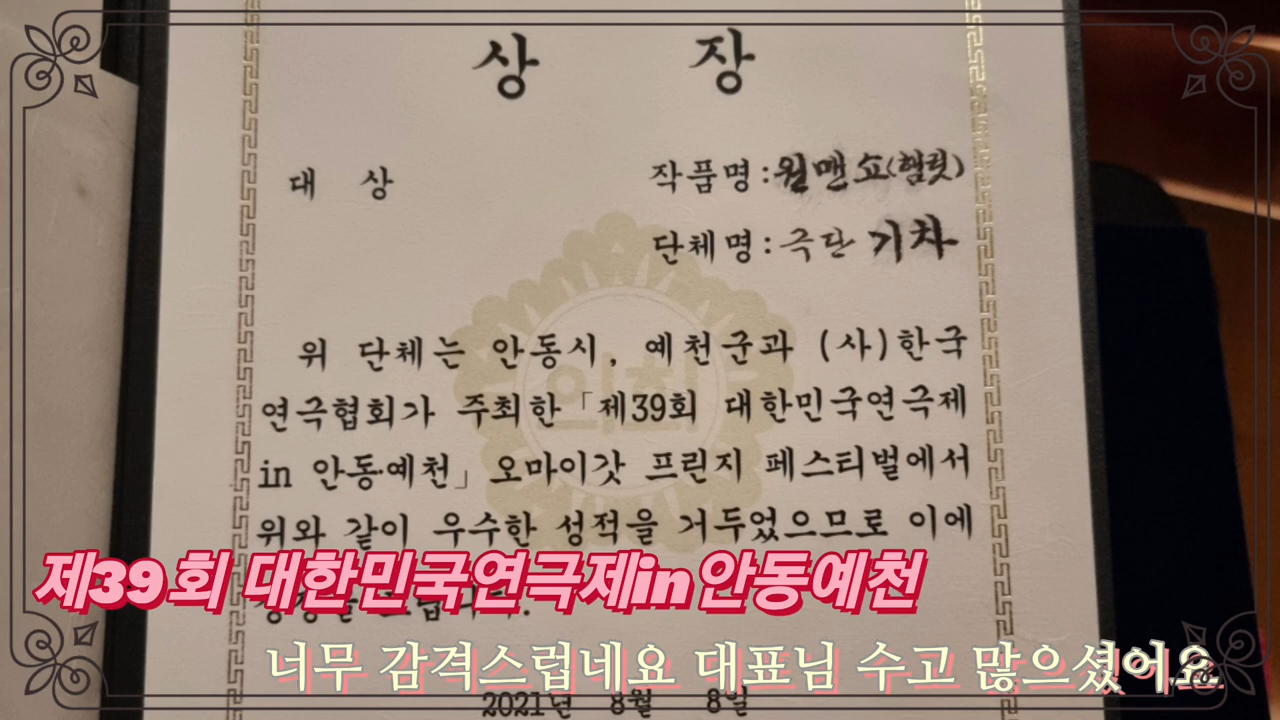 상 장
대 상
작품명:원맨쇼(햄릿)
단체명:극단 기차
위 단체는 안동시, 예천군과 (사)한국
연극협회가 주최한「제39회 대한민국연극제
in 안동·예천」오마이갓 프린지 페스티벌에서
위와 같이 우수한 성적을 거두었으므로 이에
제39회 대한민국연극제in안동예천
너무 감격스럽네요 대표님 수고 많으셨어요
2021년 8월 8일